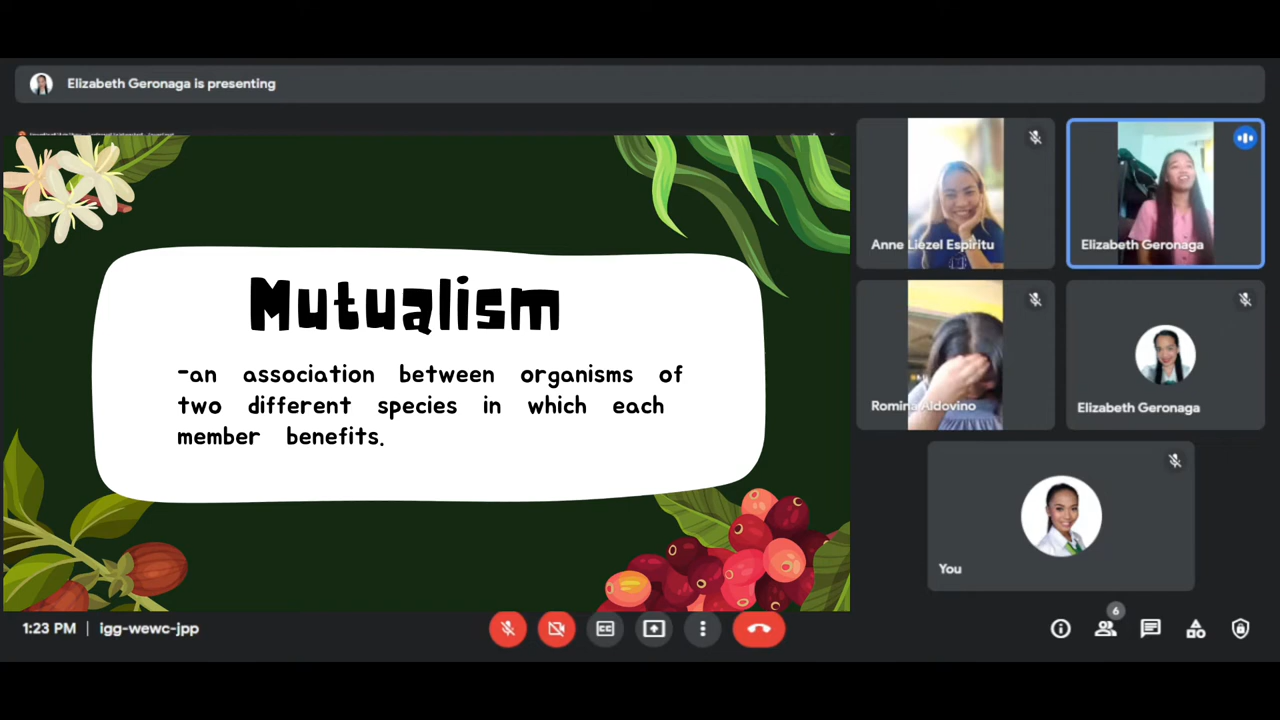 Elizabeth Geronaga is presenting
Mutualism
-an association between organisms of
two different species in which each
member benefits.
Anne Liezel Espiritu
Elizabeth Geronaga
Romina Aldovino
Elizabeth Geronaga
You
1:23 PM | igg-wewc-jpp
CC
6